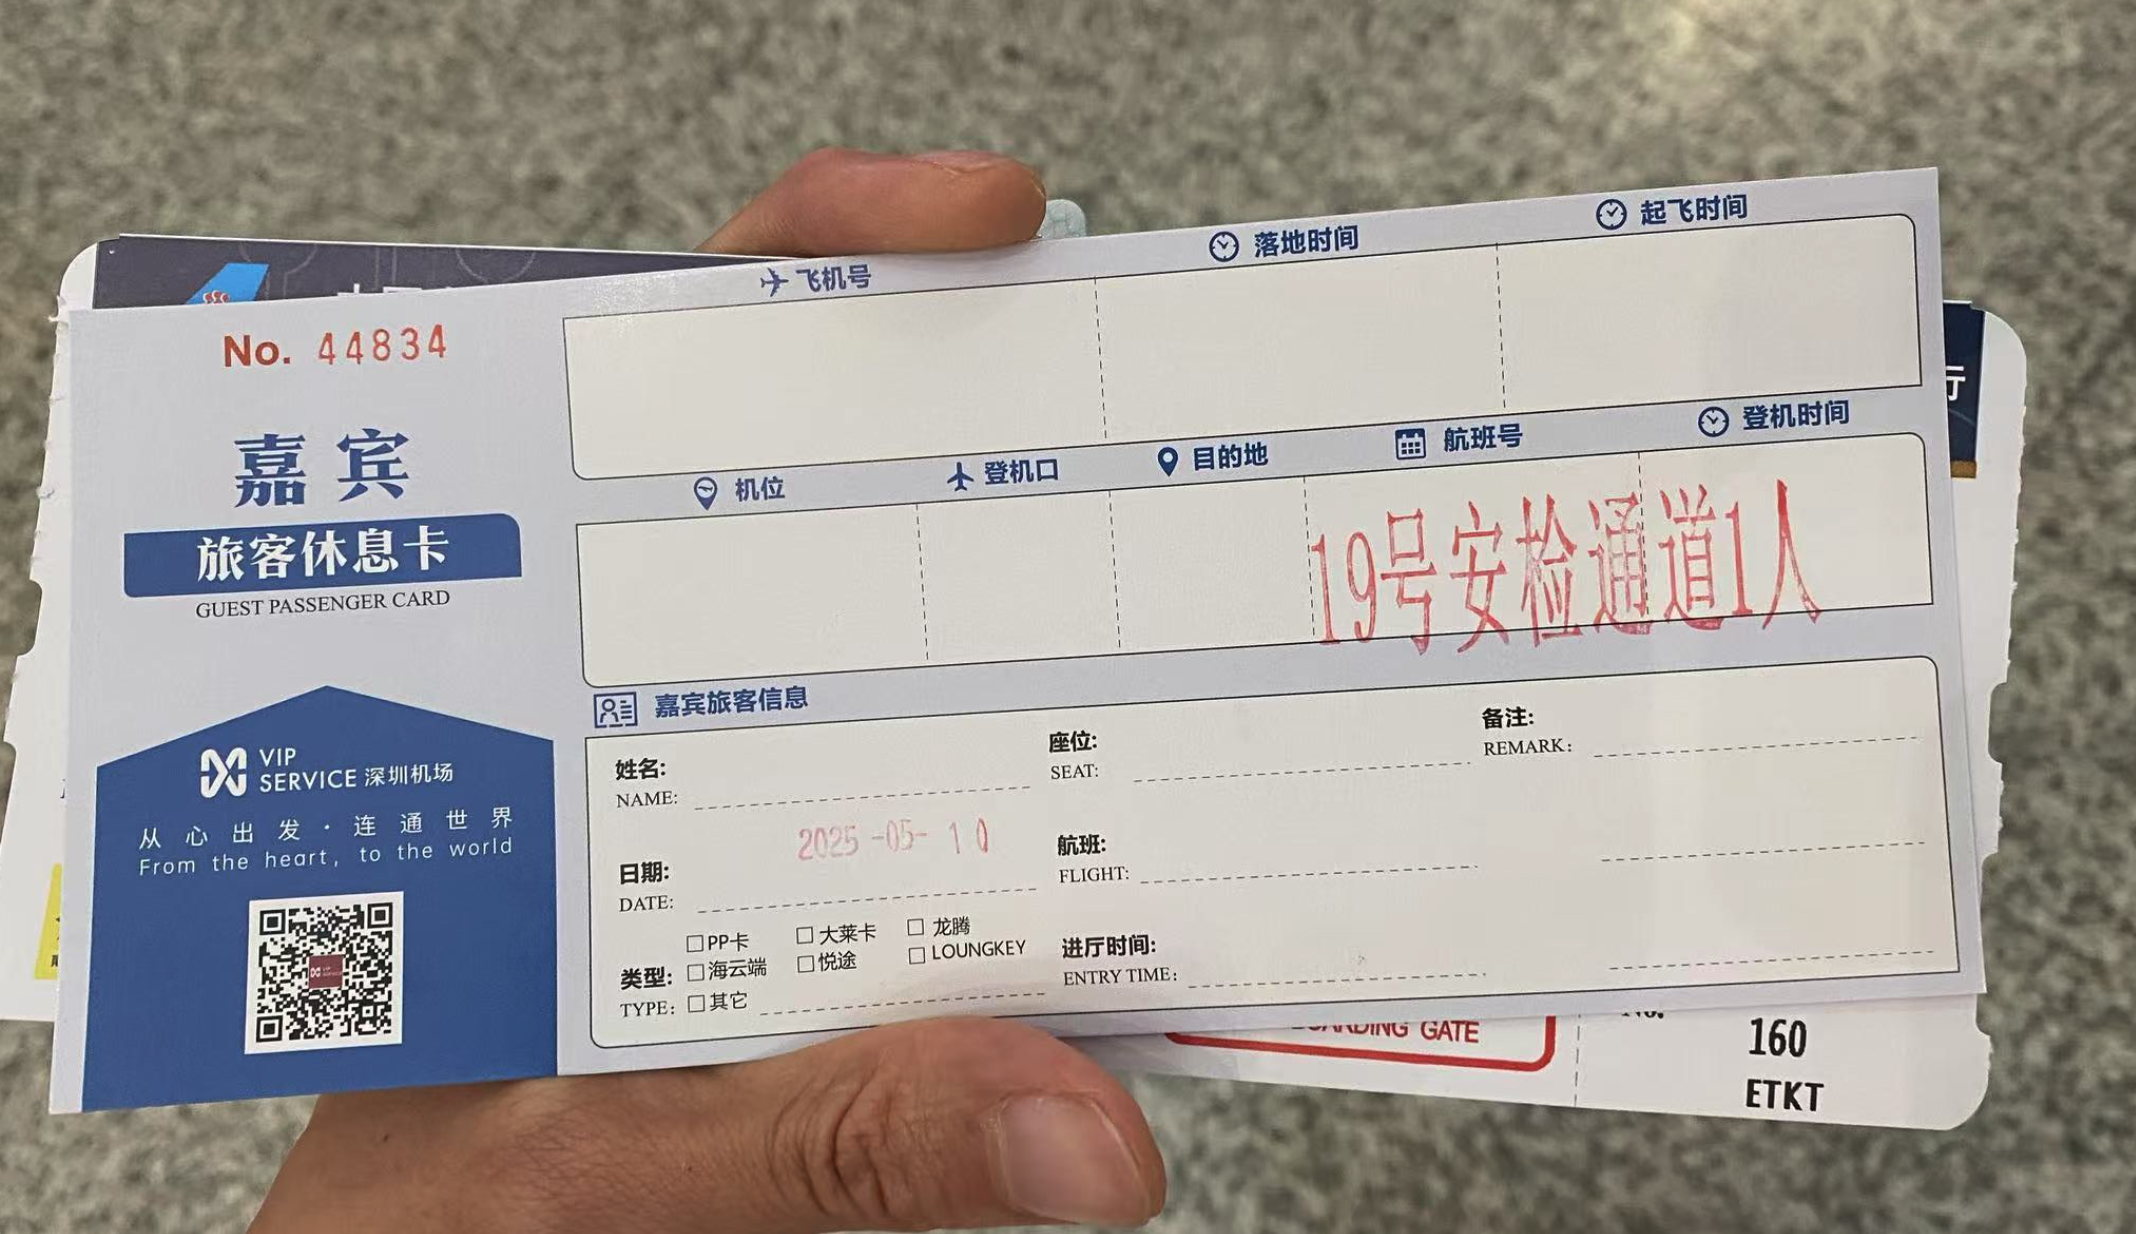 起飞时间
落地时间
飞机号
No. 44834
嘉宾
旅客休息卡
GUEST PASSENGER CARD
登机时间
航班号
目的地
登机口
机位
19号安检通道1人
嘉宾旅客信息
姓名:
NAME:
座位:
SEAT:
备注:
REMARK:
2025-05-10
日期:
DATE:
航班:
FLIGHT:
类型:
TYPE:
□PP卡 □大莱卡 □龙腾
□海云端 □悦途 □LOUNGKEY
□其它
进厅时间:
ENTRY TIME:
VIP
SERVICE 深圳机场
从心出发·连通世界
From the heart, to the world
行
GATE
160
ETKT